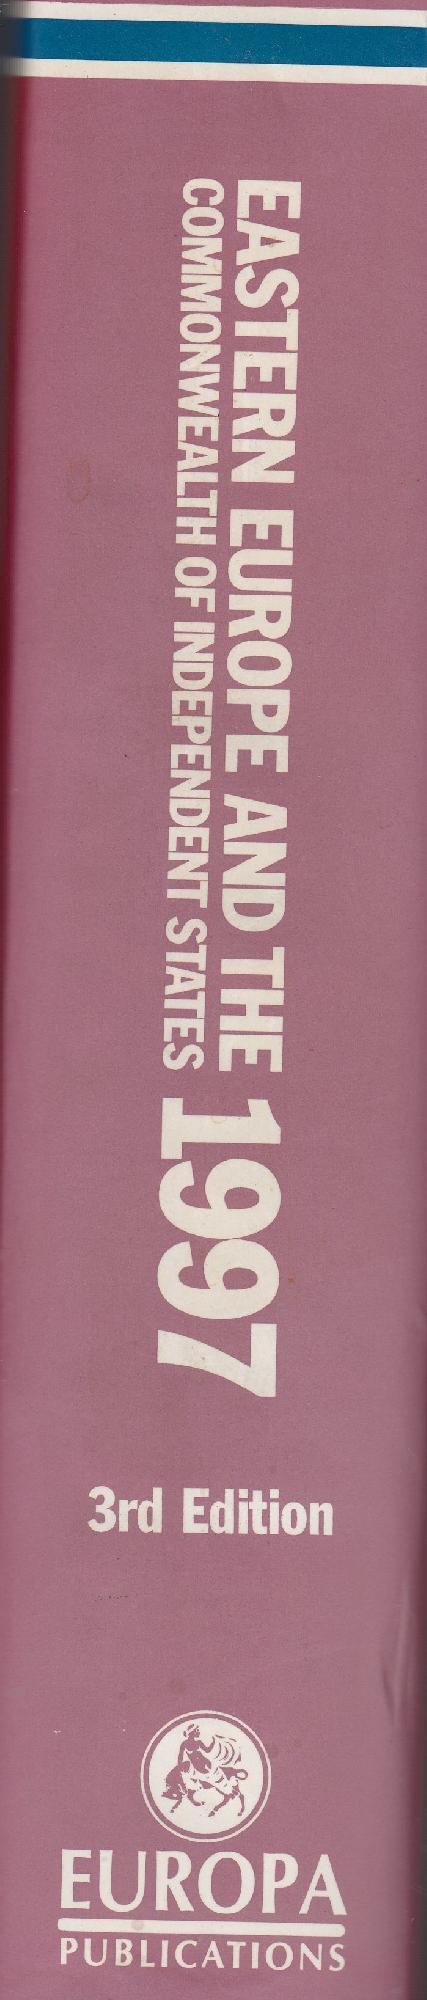 EASTERN EUROPE AND THE
COMMONWEALTH OF INDEPENDENT STATES
1997
3rd Edition
EUROPA
PUBLICATIONS